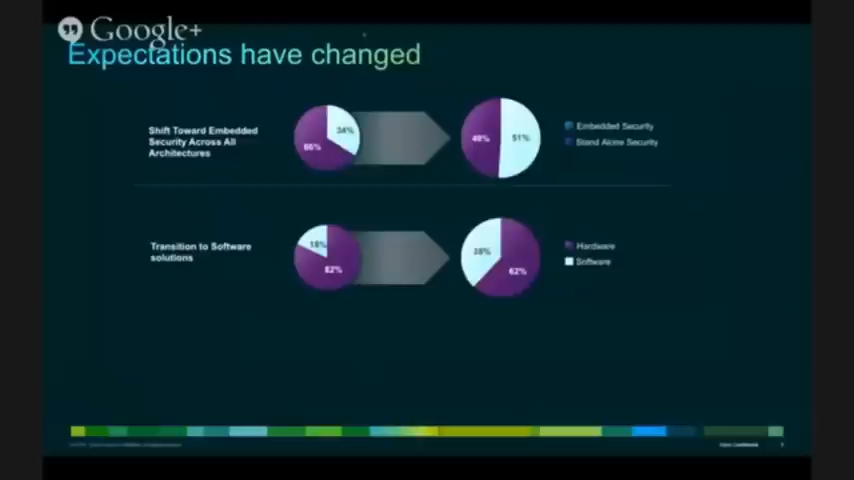 Google+
Expectations have changed
Shift Toward Embedded
Security Across All
Architectures
34%
66%
49%
51%
Embedded Security
Stand Alone Security
Transition to Software
solutions
18%
82%
38%
62%
Hardware
Software